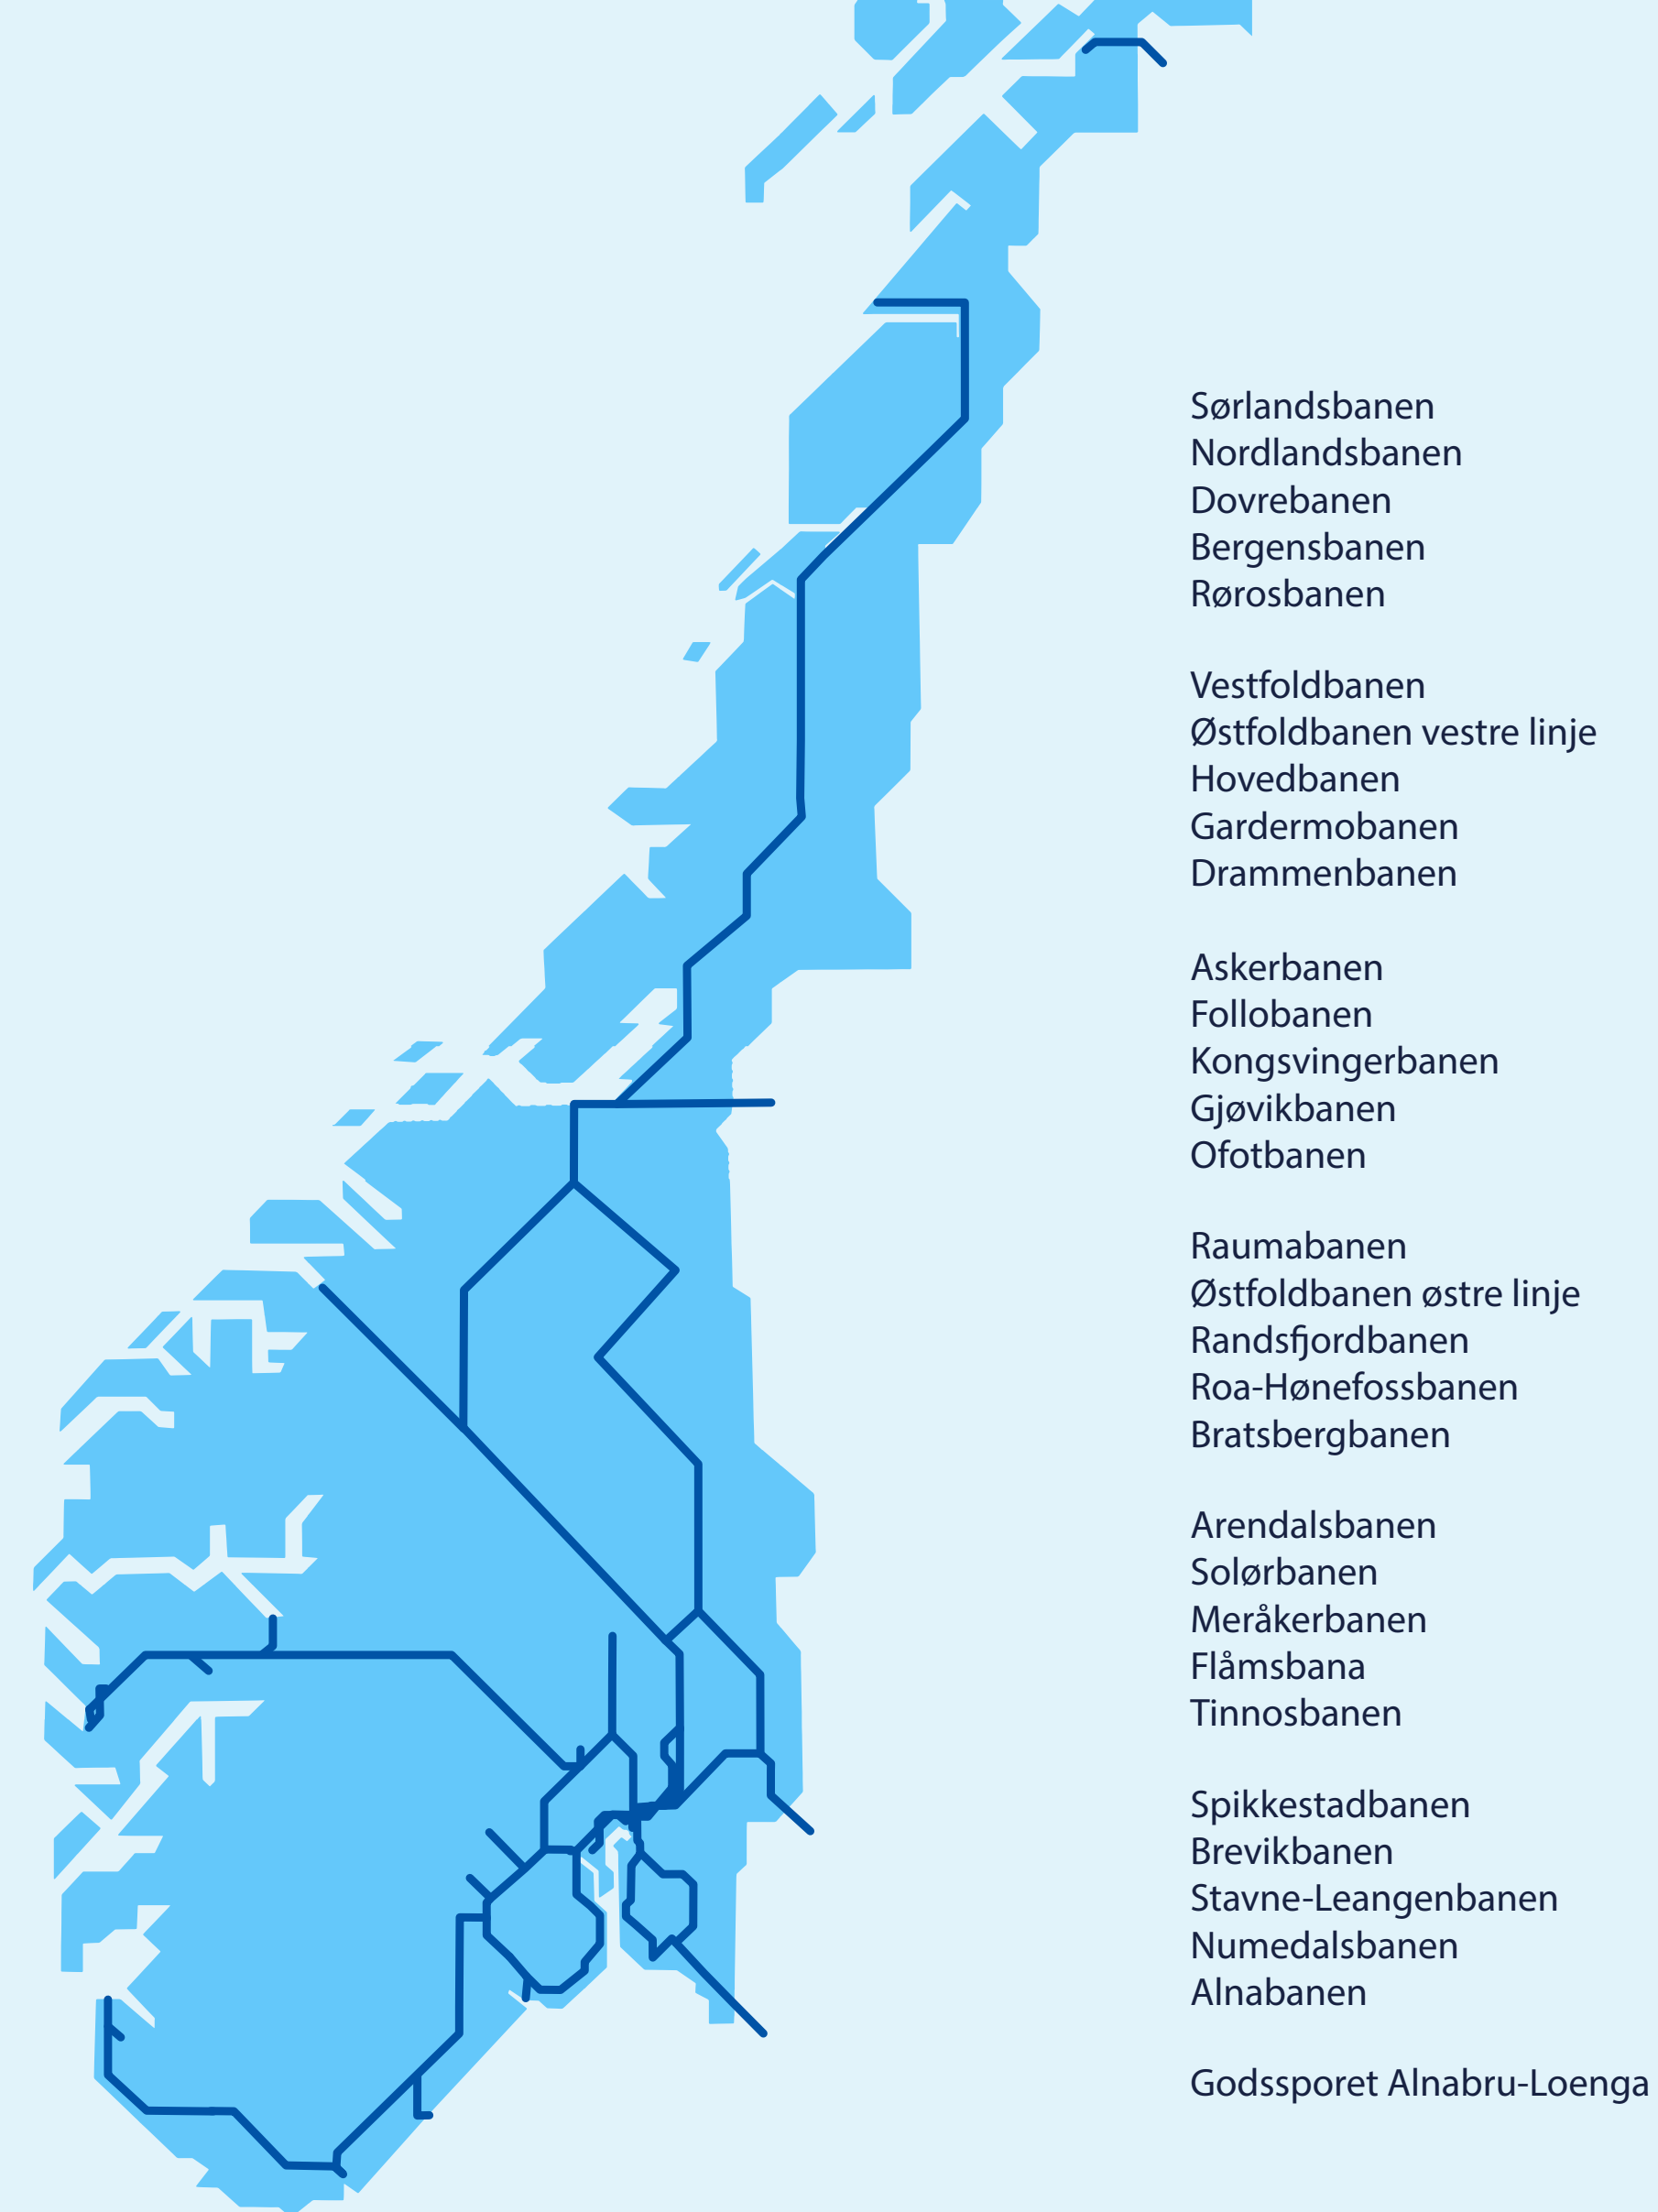 Sørlandsbanen
Nordlandsbanen
Dovrebanen
Bergensbanen
Rørosbanen
Vestfoldbanen
Østfoldbanen vestre linje
Hovedbanen
Gardermobanen
Drammenbanen
Askerbanen
Follobanen
Kongsvingerbanen
Gjøvikbanen
Ofotbanen
Raumabanen
Østfoldbanen østre linje
Randsfjordbanen
Roa-Hønefossbanen
Bratsbergbanen
Arendalsbanen
Solørbanen
Meråkerbanen
Flåmsbana
Tinnosbanen
Spikkestadbanen
Brevikbanen
Stavne-Leangenbanen
Numedalsbanen
Alnabanen
Godssporet Alnabru-Loenga